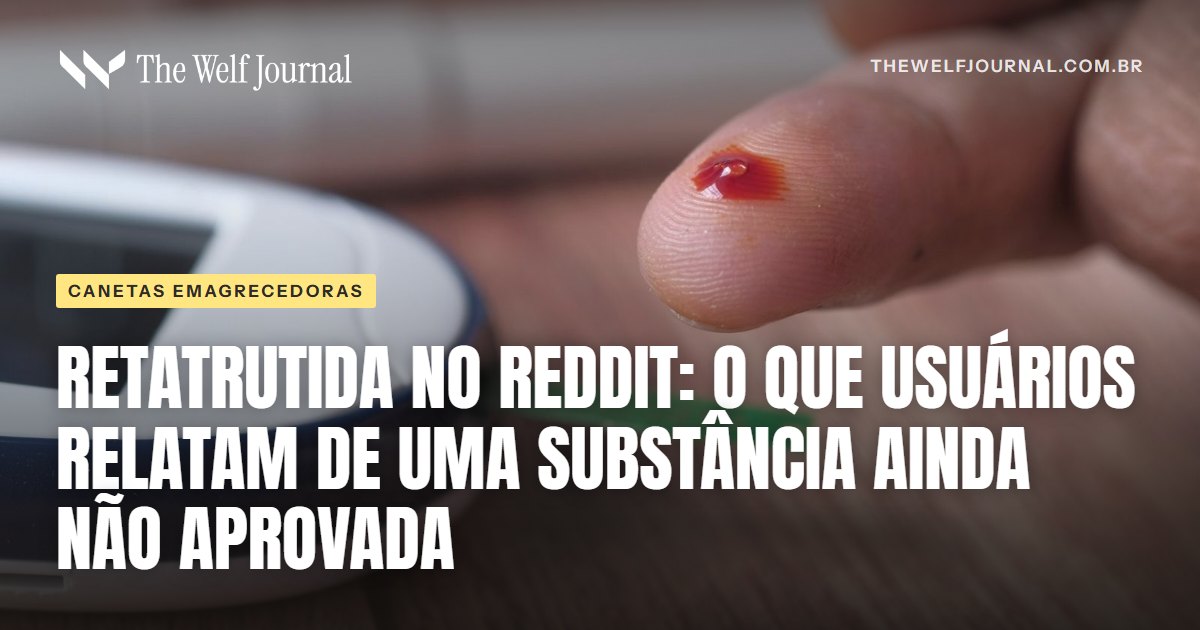 The Welf Journal
THEWELFJOURNAL.COM.BR
CANETAS EMAGRECEDORAS
RETATRUTIDA NO REDDIT: O QUE USUÁRIOS
RELATAM DE UMA SUBSTÂNCIA AINDA
NÃO APROVADA